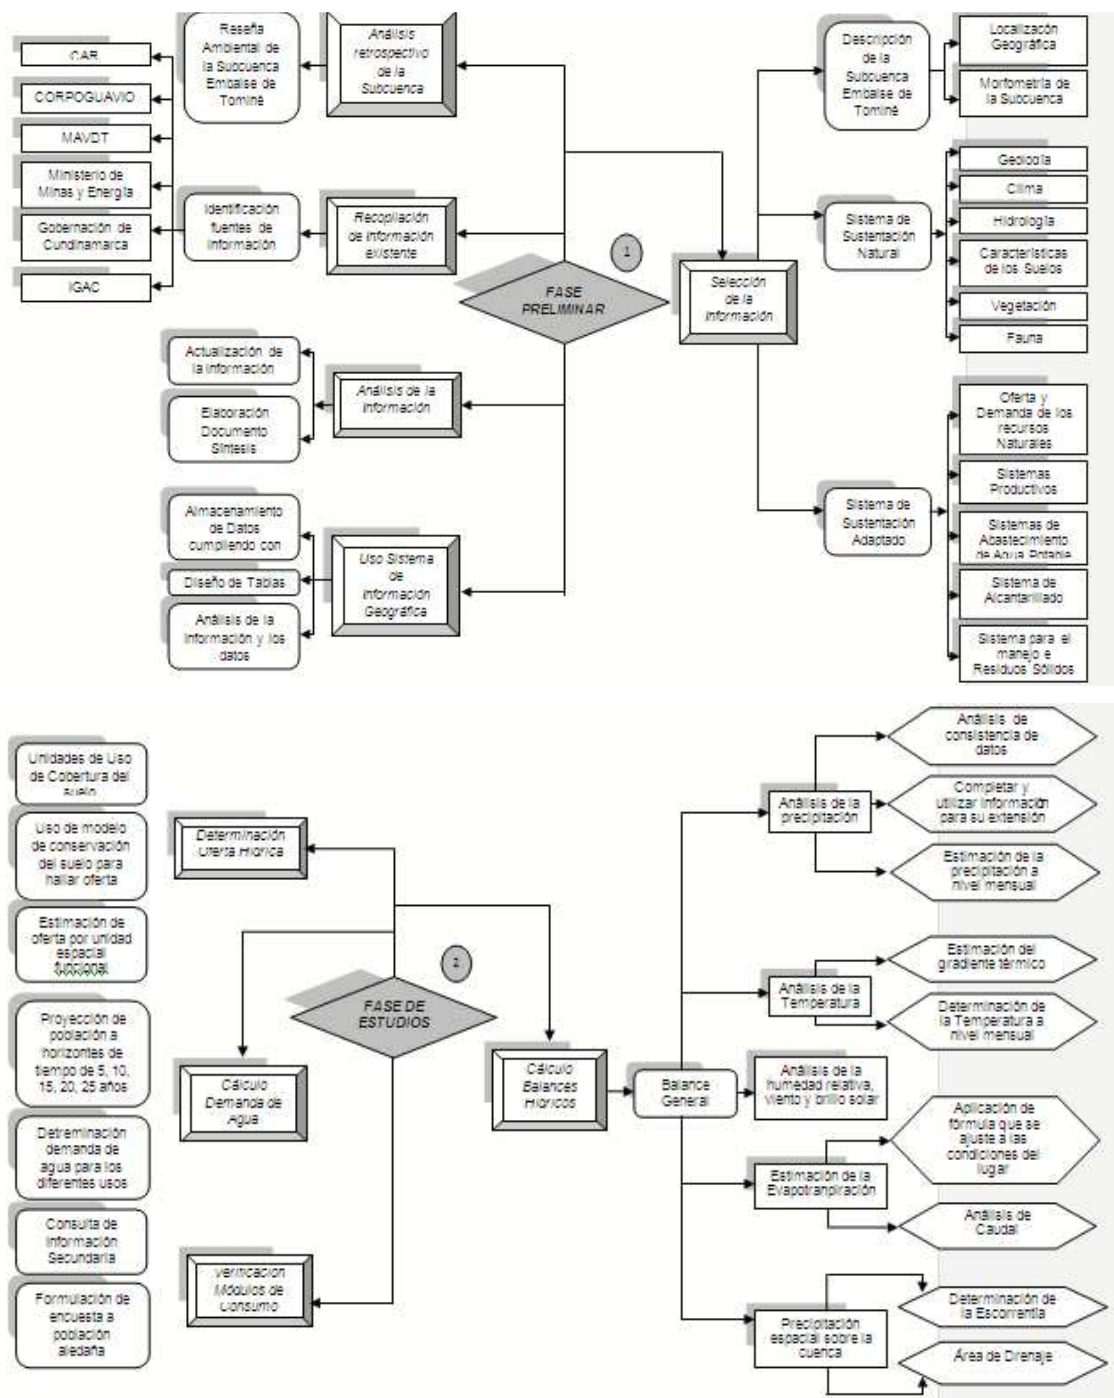 Reseña
Ambiental de
la Subcuenca
Embalse de
Tominé
Análisis
retrospectivo
de la
Subcuenca
CAR
CORPOGUAVIO
MAVDT
Ministerio de
Minas y Energía
Gobernación de
Cundinamarca
IGAC
Identificación
fuentes de
Información
Recopilación
de Información
existente
1
FASE
PRELIMINAR
Selección
de la
Información
Descripción
de la
Subcuenca
Embalse de
Tominé
Localizacón
Geográfica
Morfometría de
la Subcuenca
Sistema de
Sustentación
Natural
Geología
Clima
Hidrología
Características
de los Suelos
Vegetación
Fauna
Actualización de
la Información
Elaboración
Documento
Síntesis
Análisis de la
Información
Sistema de
Sustentación
Adaptado
Oferta y
Demanda de los
recursos
Naturales
Sistemas
Productivos
Sistemas de
Abastecimiento
de Agua Potable
Sistema de
Alcantarillado
Sistema para el
manejo e
Residuos Sólidos
Almacenamiento
de Datos
cumpliendo con
Diseño de Tablas
Análisis de la
Información y los
datos
Uso Sistema
de
Información
Geográfica
Unidades de Uso
de Cobertura del
suelo
Uso de modelo
de conservación
del suelo para
hallar oferta
Estimación de
oferta por unidad
espacial
funcional
Proyección de
población a
horizontes de
tiempo de 5, 10,
15, 20, 25 años
Detreminación
demanda de
agua para los
diferentes usos
Consulta de
Información
Secundaria
Formulación de
encuesta a
población
aledaña
Determinación
Oferta Hídrica
2
FASE DE
ESTUDIOS
Cálculo
Demanda de
Agua
Cálculo
Balances
Hídricos
Verificación
Módulos de
Consumo
Balance
General
Análisis de la
precipitación
Análisis de
consistencia de
datos
Completar y
utilizar Información
para su extensión
Estimación de la
precipitación a
nivel mensual
Análisis de la
Temperatura
Estimación del
gradiente térmico
Determinación de
la Temperatura a
nivel mensual
Análisis de la
humedad relativa,
viento y brillo solar
Estimación de la
Evapotranpiración
Aplicación de
fórmula que se
ajuste a las
condiciones del
lugar
Análisis de
Caudal
Precipitación
espacial sobre la
cuenca
Determinación de
la Escorrentía
Área de Drenaje